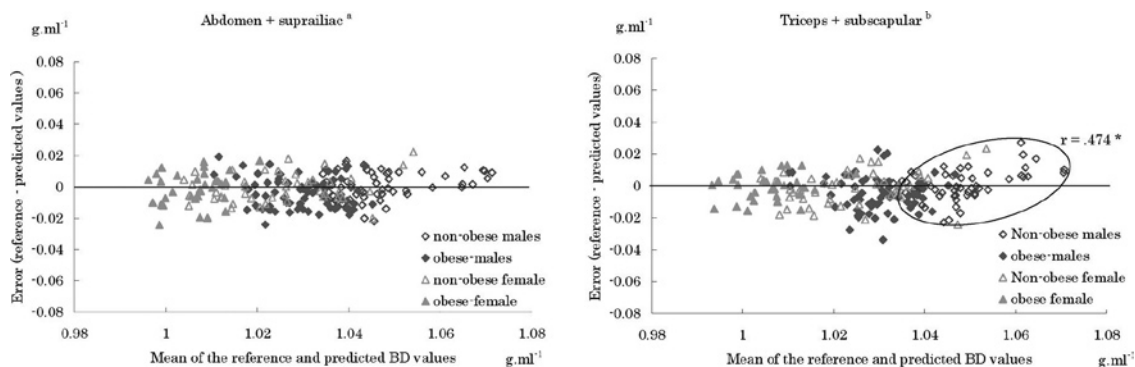 Abdomen + suprailiac a
g.ml-1
Error (reference - predicted values)
0.08
0.06
0.04
0.02
0
-0.02
-0.04
-0.06
-0.08
non-obese males
obese-males
non-obese female
obese-female
0.98
1
1.02
1.04
1.06
1.08
Mean of the reference and predicted BD values
g.ml-1
Triceps + subscapular b
g.ml-1
Error (reference - predicted values)
0.08
0.06
0.04
0.02
0
-0.02
-0.04
-0.06
-0.08
r = .474 *
Non-obese males
obese-males
Non-obese female
obese female
0.98
1
1.02
1.04
1.06
1.08
Mean of the reference and predicted BD values
g.ml-1